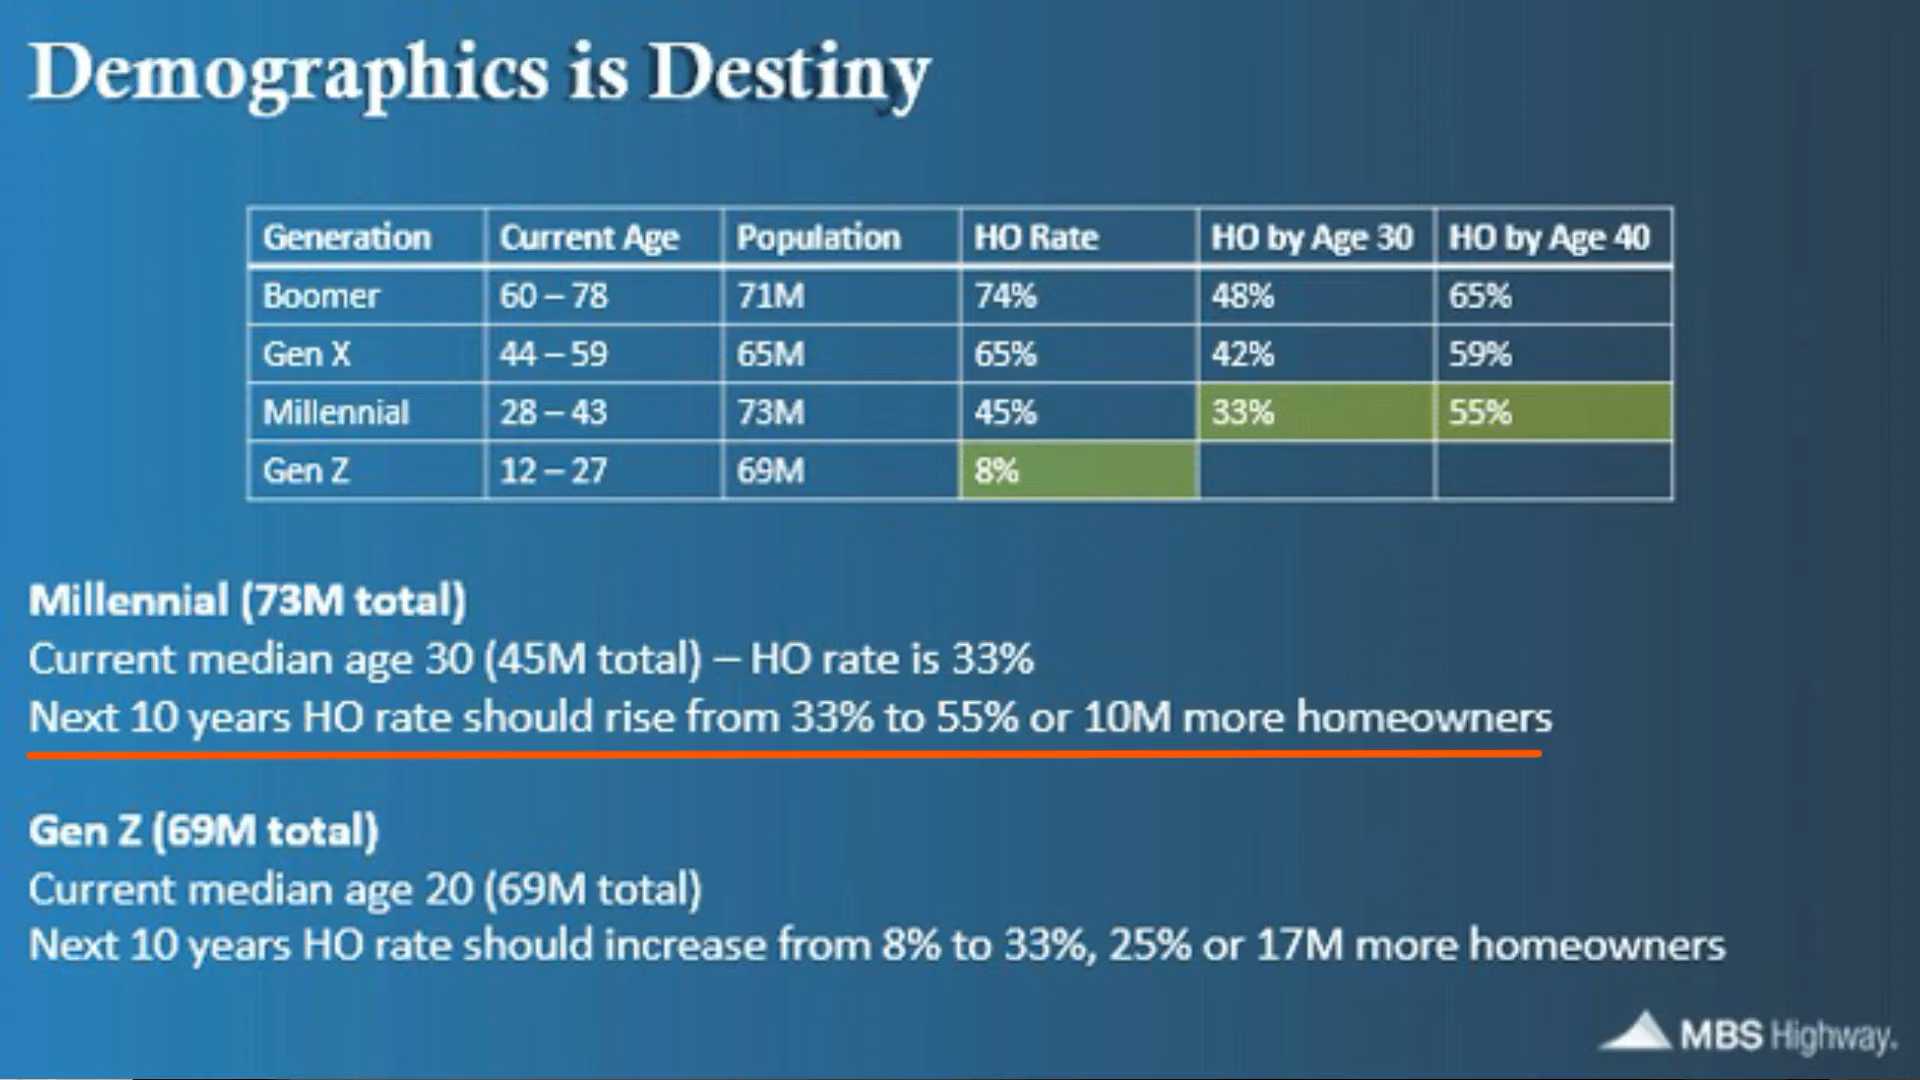 Demographics is Destiny
Generation Current Age Population HO Rate HO by Age 30 HO by Age 40
Boomer 60 – 78 71M 74% 48% 65%
Gen X 44 – 59 65M 65% 42% 59%
Millennial 28 – 43 73M 45% 33% 55%
Gen Z 12 – 27 69M 8%
Millennial (73M total)
Current median age 30 (45M total) – HO rate is 33%
Next 10 years HO rate should rise from 33% to 55% or 10M more homeowners
Gen Z (69M total)
Current median age 20 (69M total)
Next 10 years HO rate should increase from 8% to 33%, 25% or 17M more homeowners
MBS Highway.